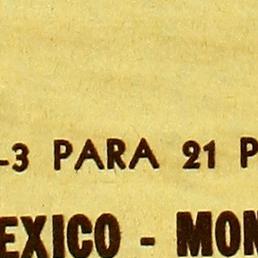 -3 PARA 21 P
EXICO - MON